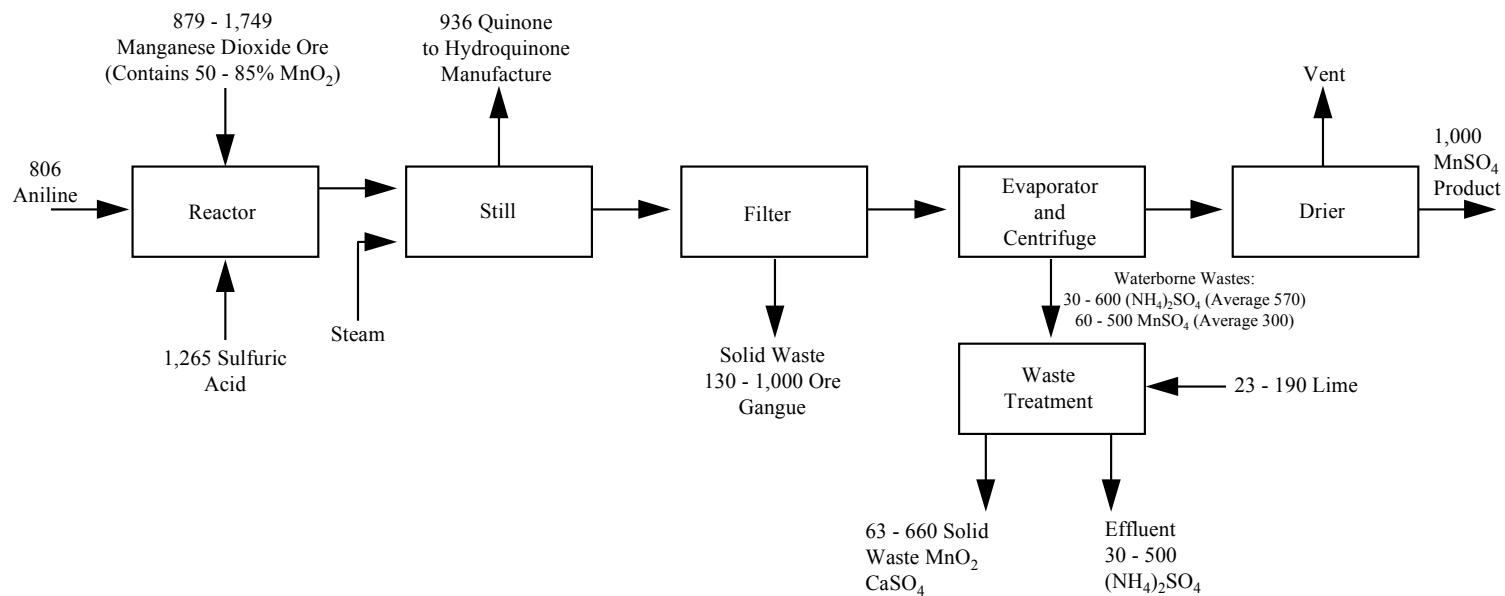 879 - 1,749
Manganese Dioxide Ore
(Contains 50 - 85% MnO₂)
936 Quinone
to Hydroquinone
Manufacture
Vent
1,000
MnSO₄
Product
806
Aniline
Reactor
Still
Filter
Evaporator
and
Centrifuge
Drier
Steam
1,265 Sulfuric
Acid
Solid Waste
130 - 1,000 Ore
Gangue
Waterborne Wastes:
30 - 600 (NH₄)₂SO₄ (Average 570)
60 - 500 MnSO₄ (Average 300)
Waste
Treatment
23 - 190 Lime
63 - 660 Solid
Waste MnO₂
CaSO₄
Effluent
30 - 500
(NH₄)₂SO₄